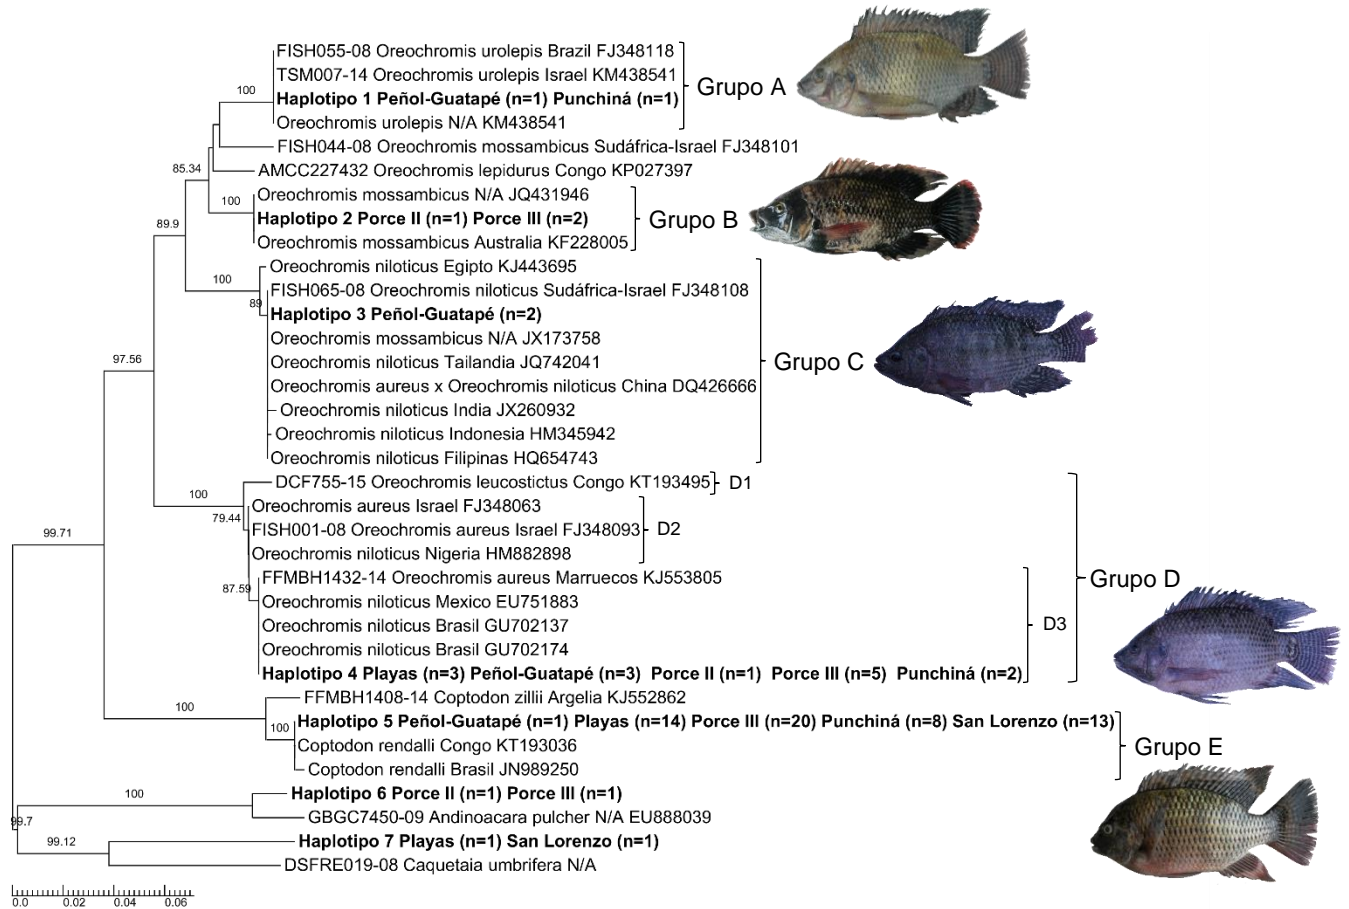 FISH055-08 Oreochromis urolepis Brazil FJ348118
TSM007-14 Oreochromis urolepis Israel KM438541
100
Haplotipo 1 Peñol-Guatapé (n=1) Punchiná (n=1)
Grupo A
Oreochromis urolepis N/A KM438541
FISH044-08 Oreochromis mossambicus Sudáfrica-Israel FJ348101
85.34
AMCC227432 Oreochromis lepidurus Congo KP027397
Oreochromis mossambicus N/A JQ431946
100
Haplotipo 2 Porce II (n=1) Porce III (n=2)
Grupo B
89.9
Oreochromis mossambicus Australia KF228005
Oreochromis niloticus Egipto KJ443695
100
FISH065-08 Oreochromis niloticus Sudáfrica-Israel FJ348108
89
Haplotipo 3 Peñol-Guatapé (n=2)
Oreochromis mossambicus N/A JX173758
97.56
Oreochromis niloticus Tailandia JQ742041
Grupo C
Oreochromis aureus x Oreochromis niloticus China DQ426666
Oreochromis niloticus India JX260932
Oreochromis niloticus Indonesia HM345942
Oreochromis niloticus Filipinas HQ654743
DCF755-15 Oreochromis leucostictus Congo KT193495
D1
100
Oreochromis aureus Israel FJ348063
79.44
FISH001-08 Oreochromis aureus Israel FJ348093
D2
99.71
Oreochromis niloticus Nigeria HM882898
FFMBH1432-14 Oreochromis aureus Marruecos KJ553805
Grupo D
87.59
Oreochromis niloticus Mexico EU751883
Oreochromis niloticus Brasil GU702137
D3
Oreochromis niloticus Brasil GU702174
Haplotipo 4 Playas (n=3) Peñol-Guatapé (n=3) Porce II (n=1) Porce III (n=5) Punchiná (n=2)
FFMBH1408-14 Coptodon zillii Argelia KJ552862
100
Haplotipo 5 Peñol-Guatapé (n=1) Playas (n=14) Porce III (n=20) Punchiná (n=8) San Lorenzo (n=13)
100
Coptodon rendalli Congo KT193036
Grupo E
Coptodon rendalli Brasil JN989250
100
Haplotipo 6 Porce II (n=1) Porce III (n=1)
GBGC7450-09 Andinoacara pulcher N/A EU888039
99.7
99.12
Haplotipo 7 Playas (n=1) San Lorenzo (n=1)
DSFRE019-08 Caquetaia umbrifera N/A
0.0 0.02 0.04 0.06